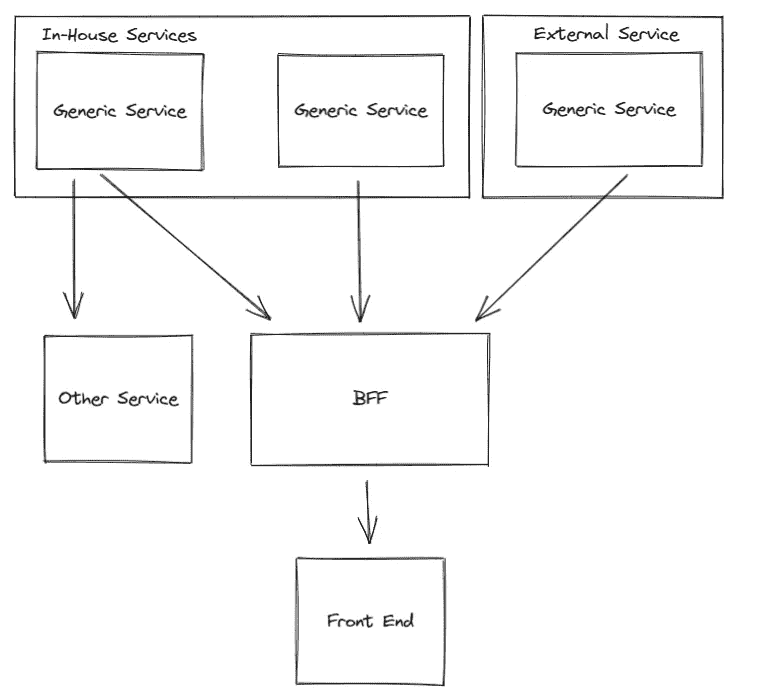 In-House Services
External Service
Generic Service
Generic Service
Generic Service
Other Service
BFF
Front End